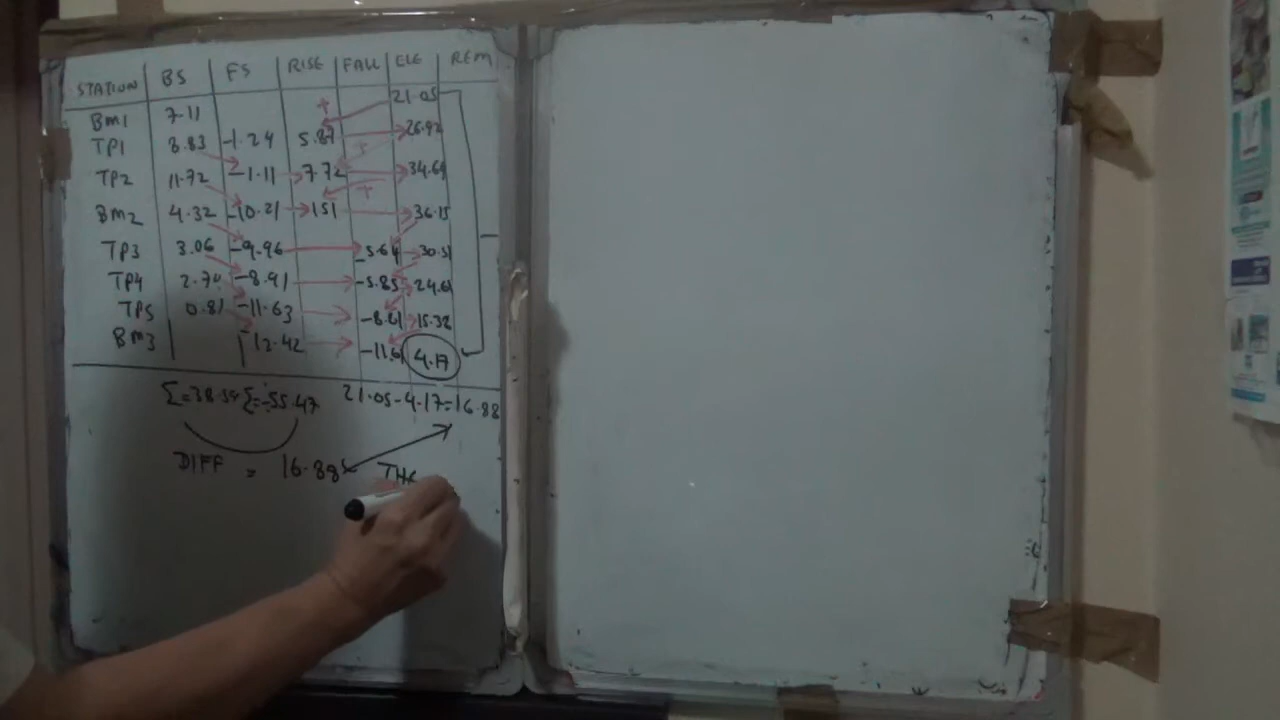 STATION BS FS RISE FALL ELE REM
BM1 7.11 21.05
TP1 8.83 -1.24 5.87 26.92
TP2 11.72 -1.11 7.72 34.64
BM2 4.32 -10.21 1.51 36.15
TP3 3.06 -9.96 -5.64 30.51
TP4 2.74 -8.91 -5.85
TP5 0.81 -11.63 15.32
BM3 -12.42 -11.61 4.17
Σ=38.59 Σ=-55.47 21.05-4.17=16.88
DIFF = 16.88